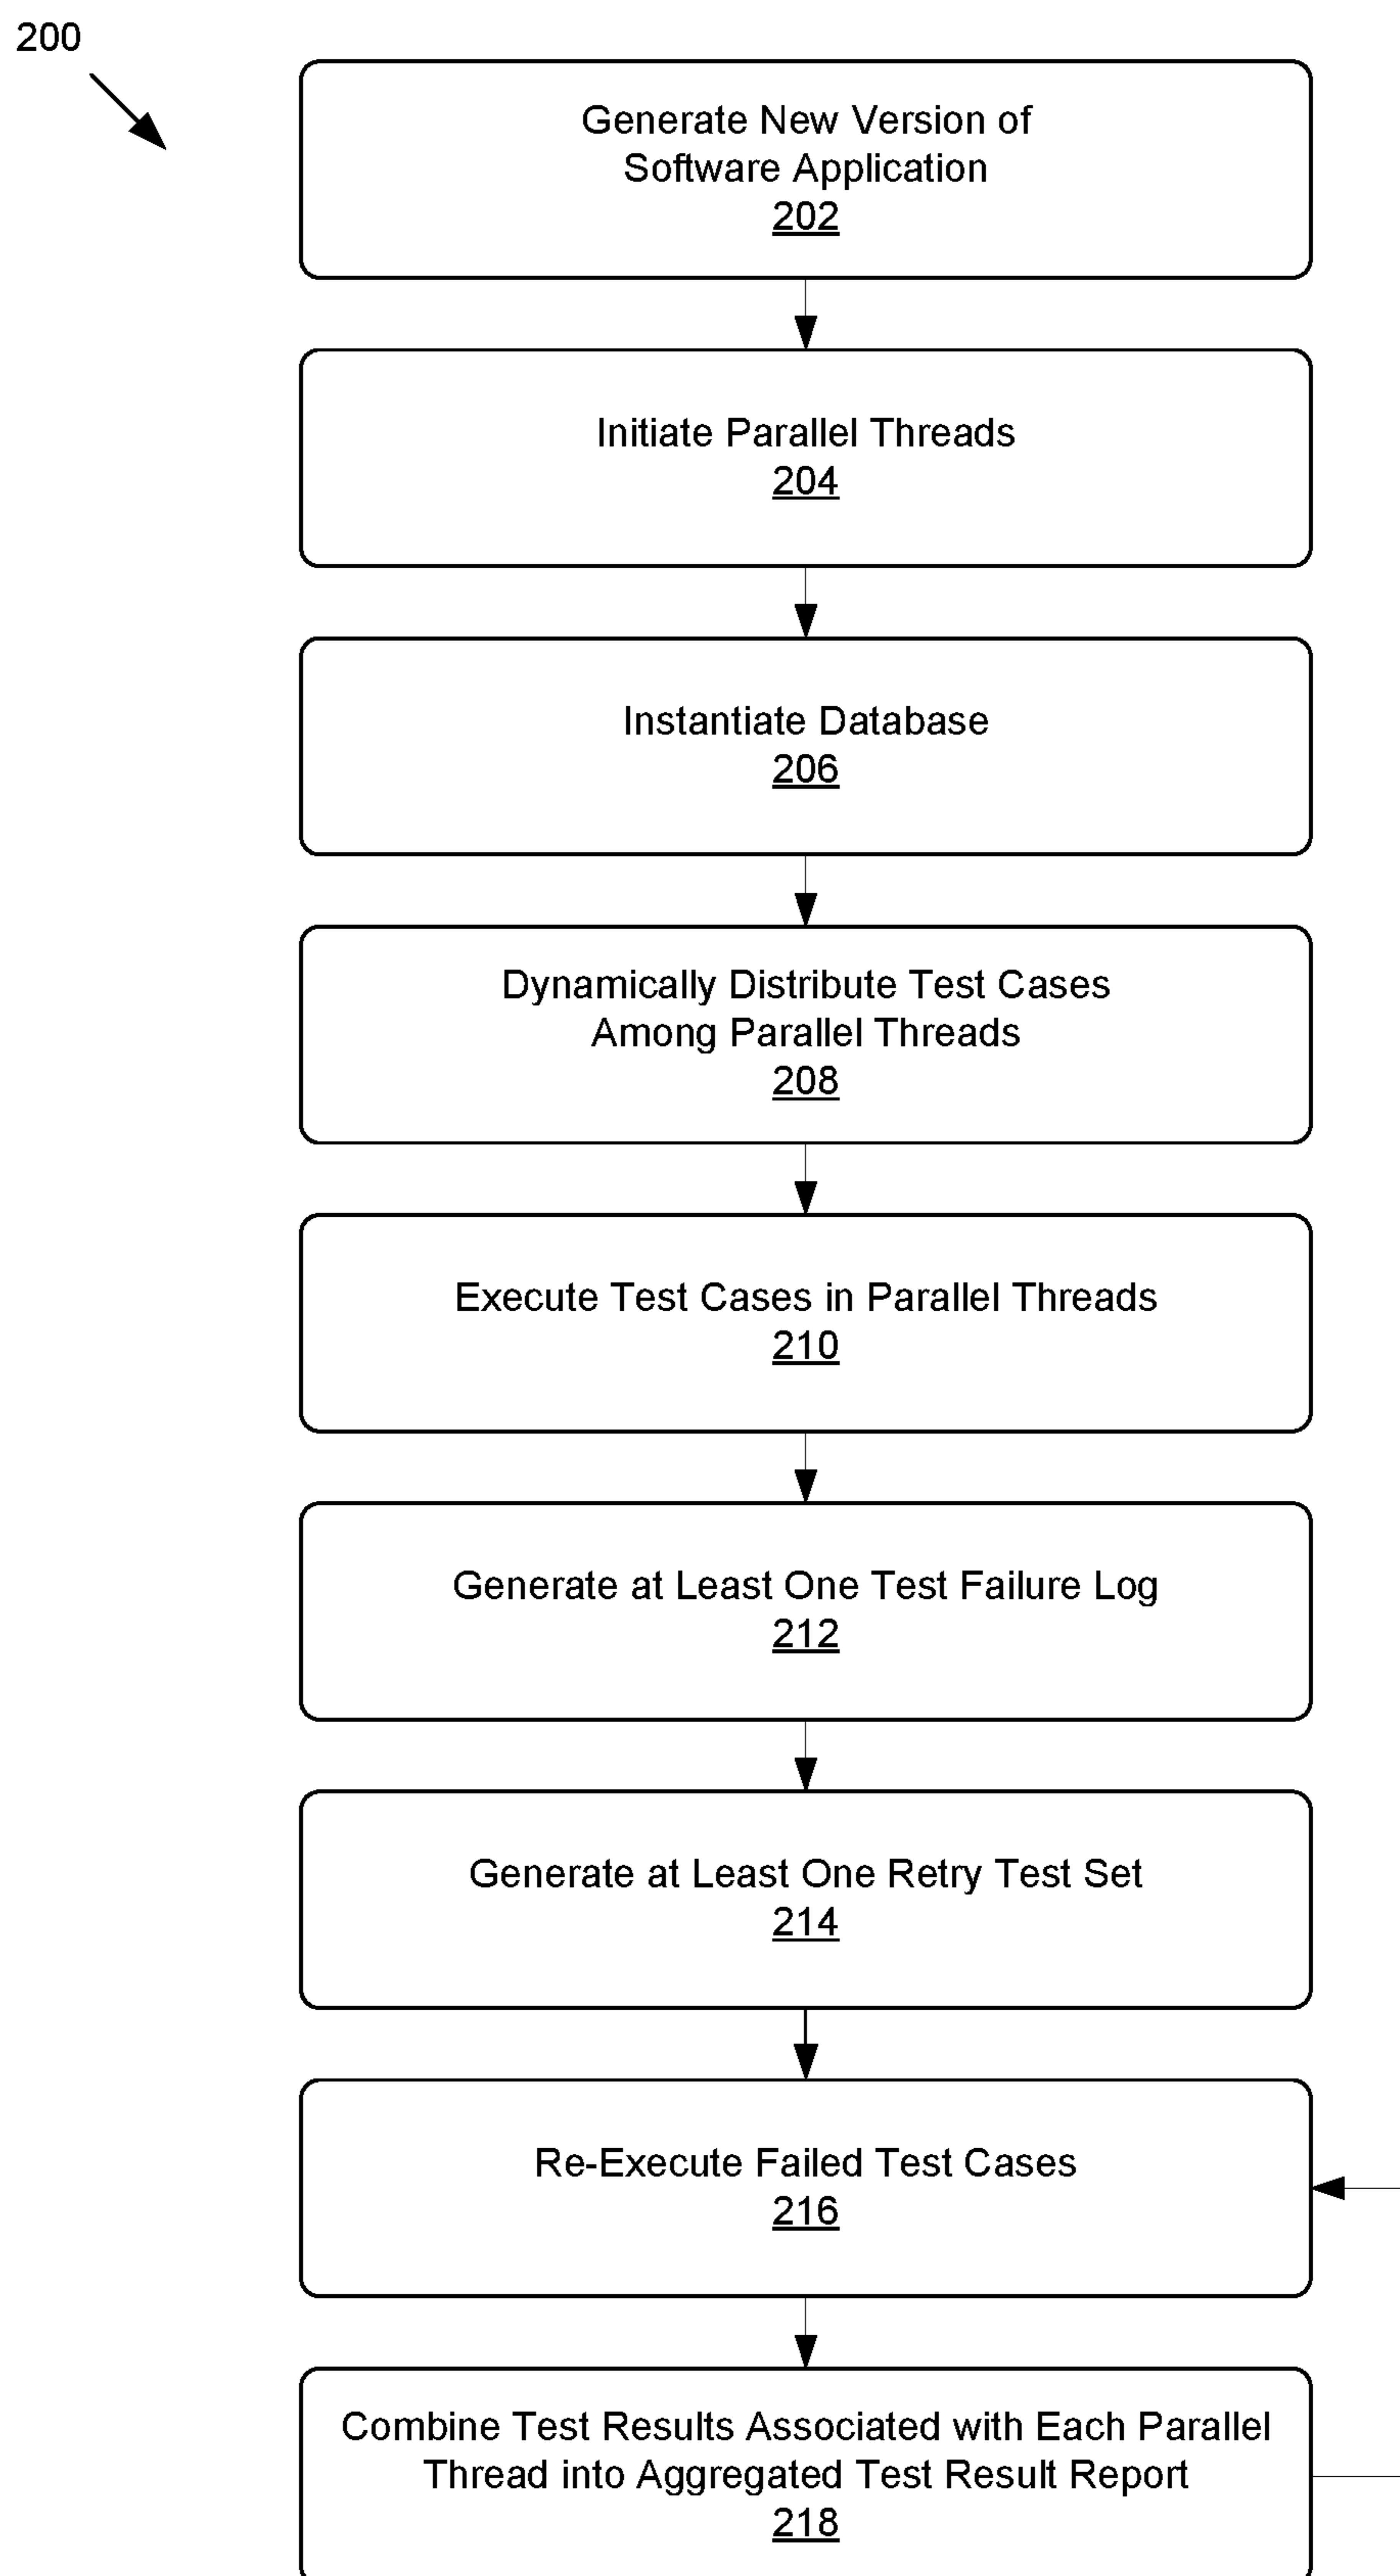 200
Generate New Version of
Software Application
202
Initiate Parallel Threads
204
Instantiate Database
206
Dynamically Distribute Test Cases
Among Parallel Threads
208
Execute Test Cases in Parallel Threads
210
Generate at Least One Test Failure Log
212
Generate at Least One Retry Test Set
214
Re-Execute Failed Test Cases
216
Combine Test Results Associated with Each Parallel
Thread into Aggregated Test Result Report
218